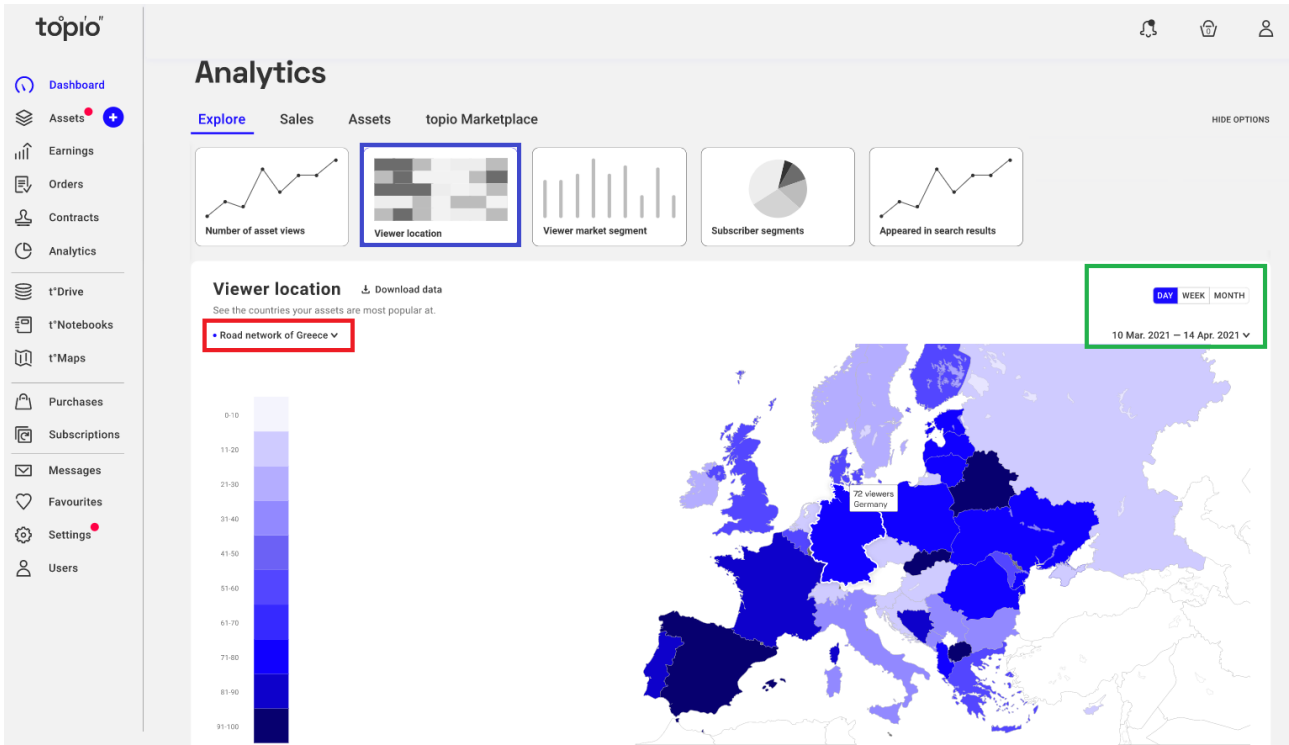 topio
Dashboard
Assets
Earnings
Orders
Contracts
Analytics
t°Drive
t°Notebooks
t°Maps
Purchases
Subscriptions
Messages
Favourites
Settings
Users
0
Analytics
Explore Sales Assets topio Marketplace
HIDE OPTIONS
Number of asset views
Viewer location
Viewer market segment
Subscriber segments
Appeared in search results
Viewer location Download data
See the countries your assets are most popular at.
• Road network of Greece
DAY WEEK MONTH
10 Mar. 2021 — 14 Apr. 2021
0-10
11-20
21-30
31-40
41-50
51-60
61-70
71-80
81-90
91-100
72 viewers
Germany